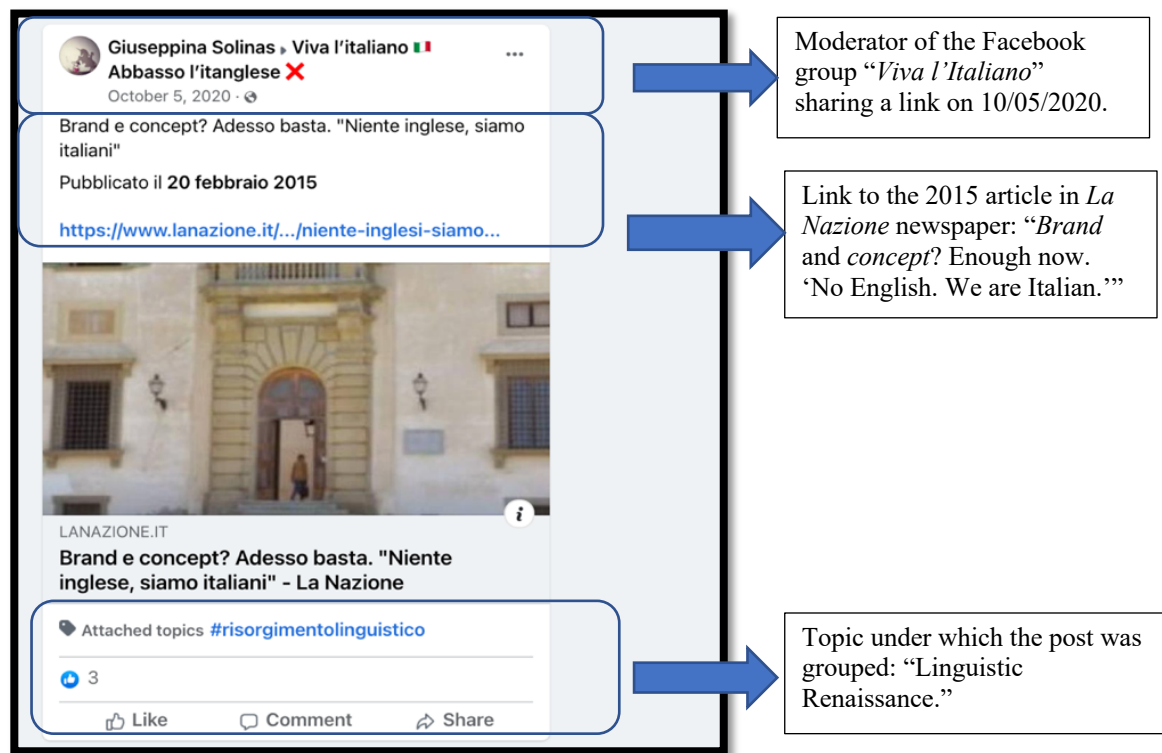 Giuseppina Solinas ▸ Viva l'italiano 🇮🇹
Abbasso l'itanglese ❌
October 5, 2020 ·
Moderator of the Facebook
group “Viva l’Italiano”
sharing a link on 10/05/2020.
Brand e concept? Adesso basta. "Niente inglese, siamo
italiani"
Pubblicato il 20 febbraio 2015
https://www.lanazione.it/.../niente-inglesi-siamo...
Link to the 2015 article in La
Nazione newspaper: “Brand
and concept? Enough now.
‘No English. We are Italian.’”
LANAZIONE.IT
Brand e concept? Adesso basta. "Niente
inglese, siamo italiani" - La Nazione
Attached topics #risorgimentolinguistico
3
Like Comment Share
Topic under which the post was
grouped: “Linguistic
Renaissance.”